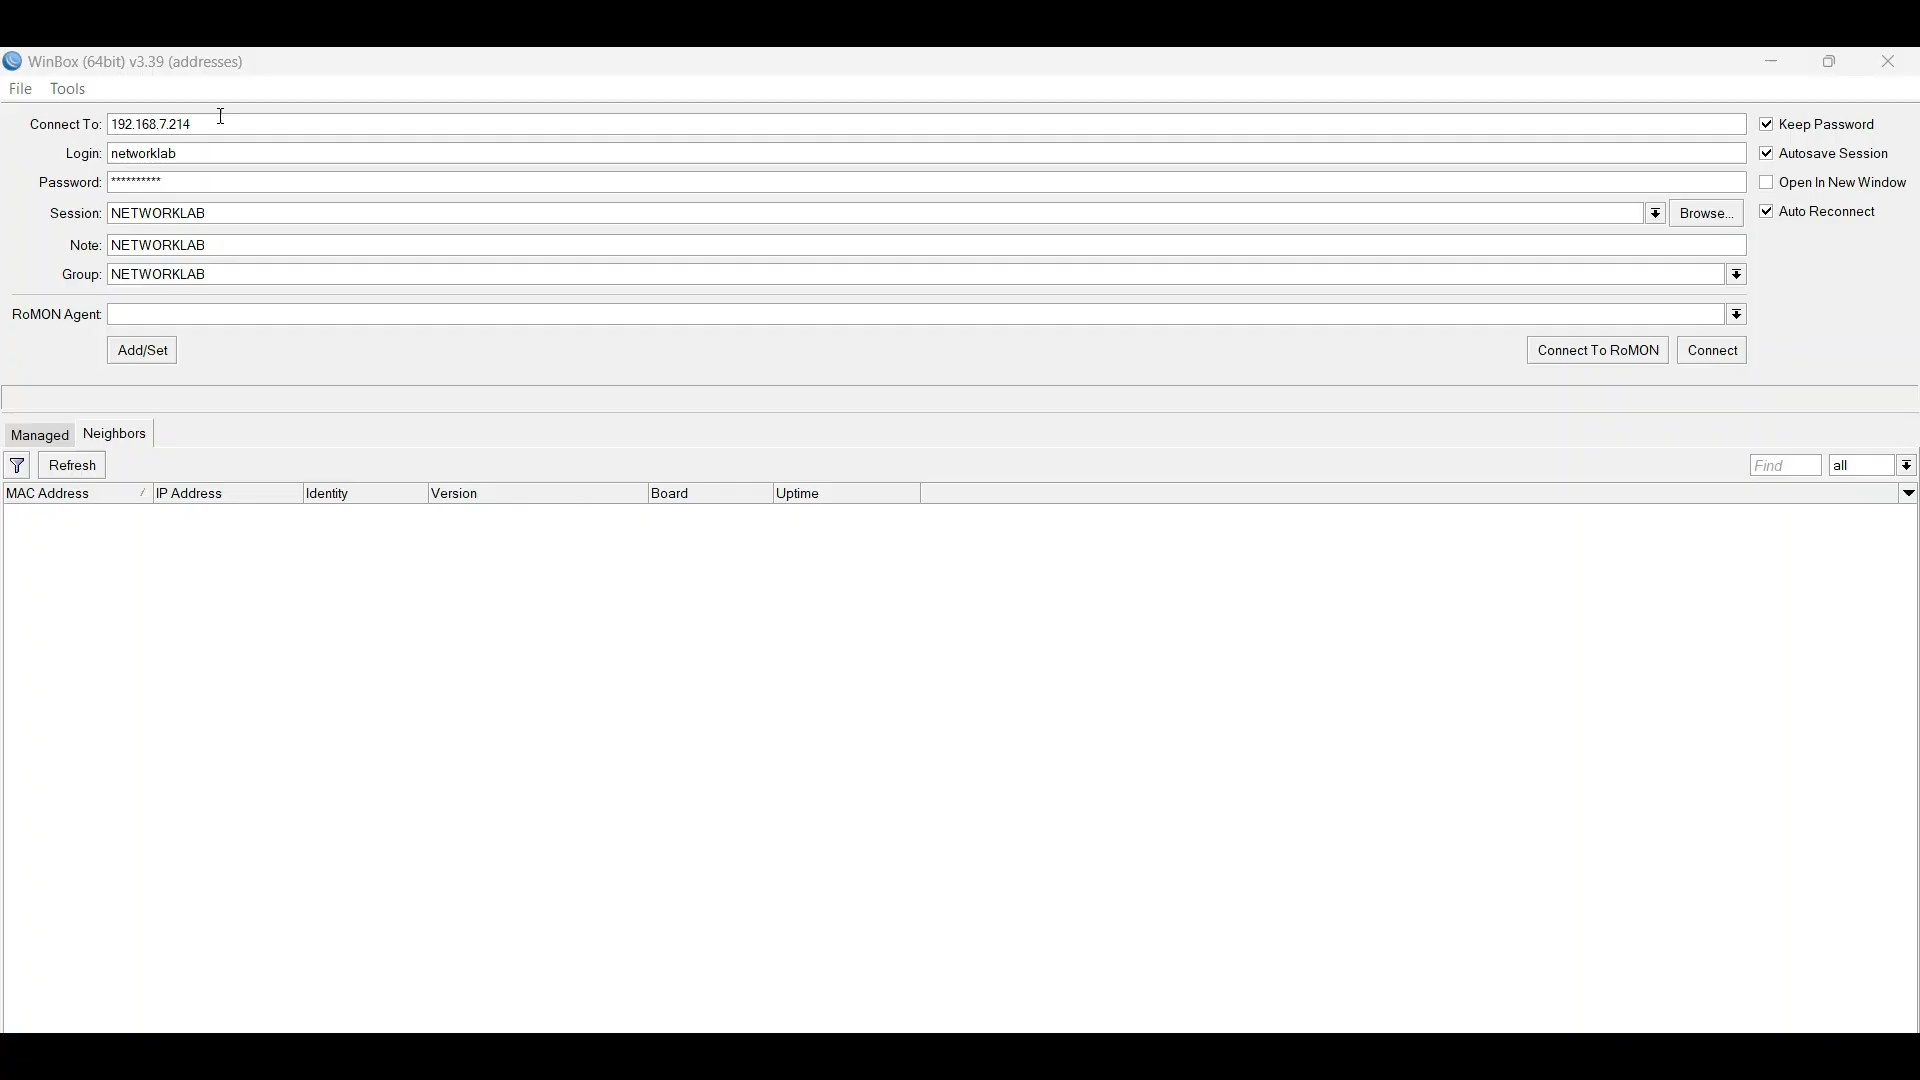 WinBox (64bit) v3.39 (addresses)
File Tools
Connect To: 192.168.7.214 Keep Password
Login: networklab Autosave Session
Password: ********** Open In New Window
Session: NETWORKLAB Browse... Auto Reconnect
Note: NETWORKLAB
Group: NETWORKLAB
RoMON Agent:
Add/Set Connect To RoMON Connect
Managed Neighbors
Refresh Find all
MAC Address IP Address Identity Version Board Uptime